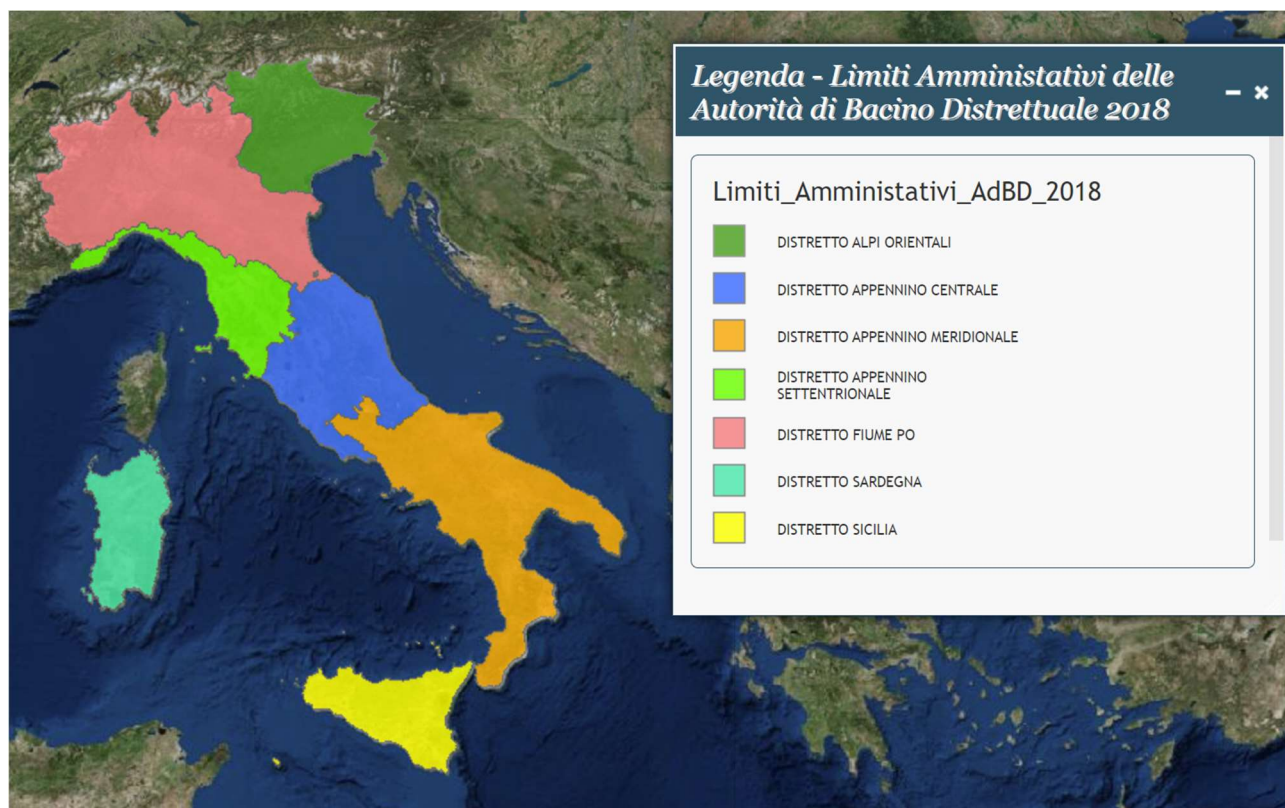 Legenda - Limiti Amministativi delle
Autorità di Bacino Distrettuale 2018
Limiti_Amministativi_AdBD_2018
DISTRETTO ALPI ORIENTALI
DISTRETTO APPENNINO CENTRALE
DISTRETTO APPENNINO MERIDIONALE
DISTRETTO APPENNINO
SETTENTRIONALE
DISTRETTO FIUME PO
DISTRETTO SARDEGNA
DISTRETTO SICILIA